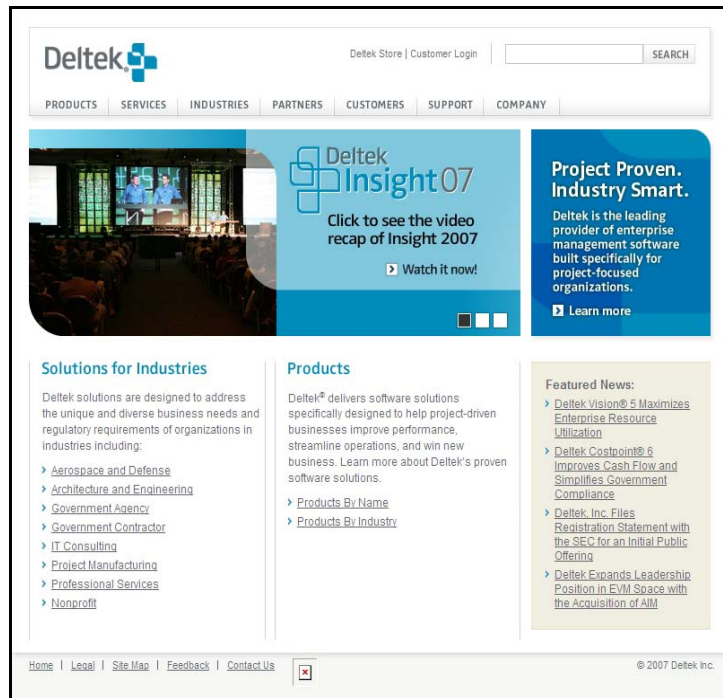 Deltek
Deltek Store | Customer Login
SEARCH
PRODUCTS
SERVICES
INDUSTRIES
PARTNERS
CUSTOMERS
SUPPORT
COMPANY
Deltek
Insight07
Click to see the video
recap of Insight 2007
Watch it now!
Project Proven.
Industry Smart.
Deltek is the leading
provider of enterprise
management software
built specifically for
project-focused
organizations.
Learn more
Solutions for Industries
Deltek solutions are designed to address
the unique and diverse business needs and
regulatory requirements of organizations in
industries including:
Aerospace and Defense
Architecture and Engineering
Government Agency
Government Contractor
IT Consulting
Project Manufacturing
Professional Services
Nonprofit
Products
Deltek® delivers software solutions
specifically designed to help project-driven
businesses improve performance,
streamline operations, and win new
business. Learn more about Deltek's proven
software solutions.
Products By Name
Products By Industry
Featured News:
Deltek Vision® 5 Maximizes
Enterprise Resource
Utilization
Deltek Costpoint® 6
Improves Cash Flow and
Simplifies Government
Compliance
Deltek, Inc. Files
Registration Statement with
the SEC for an Initial Public
Offering
Deltek Expands Leadership
Position in EVM Space with
the Acquisition of AIM
Home | Legal | Site Map | Feedback | Contact Us
© 2007 Deltek Inc.